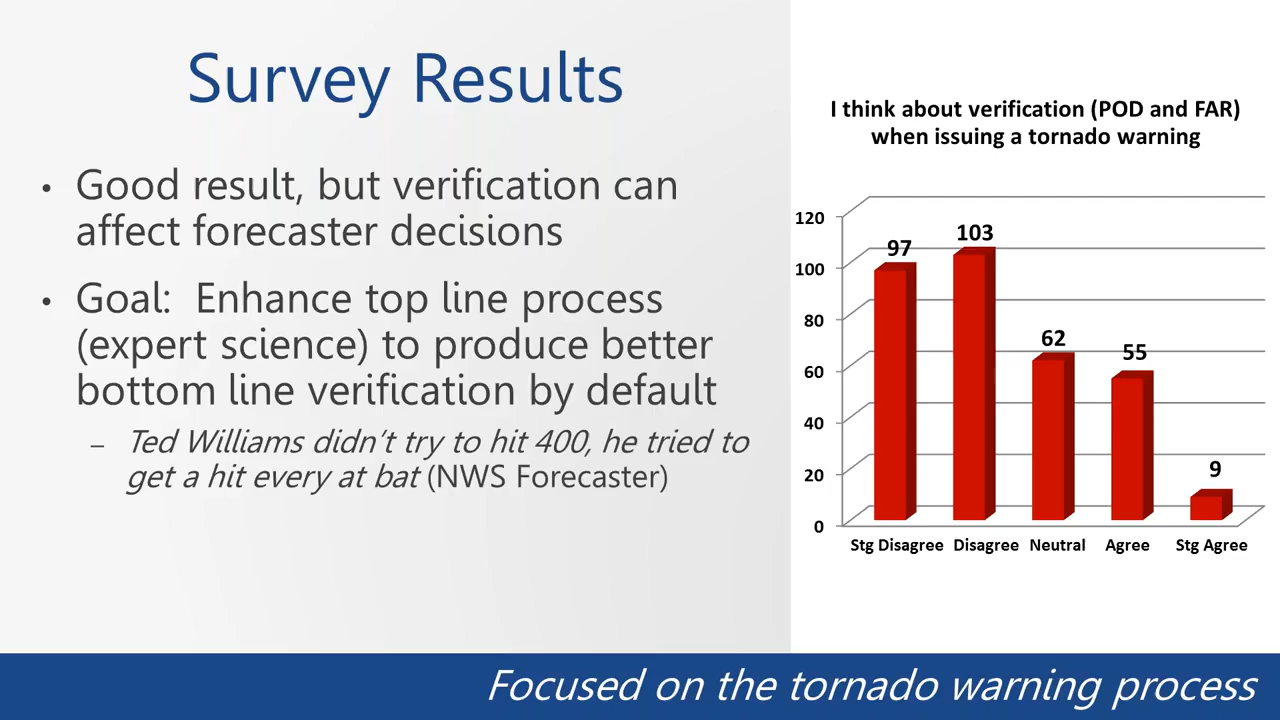 Survey Results
• Good result, but verification can
affect forecaster decisions
• Goal: Enhance top line process
(expert science) to produce better
bottom line verification by default
– Ted Williams didn’t try to hit 400, he tried to
get a hit every at bat (NWS Forecaster)
I think about verification (POD and FAR)
when issuing a tornado warning
120
100
80
60
40
20
0
97
103
62
55
9
Stg Disagree Disagree Neutral Agree Stg Agree
Focused on the tornado warning process